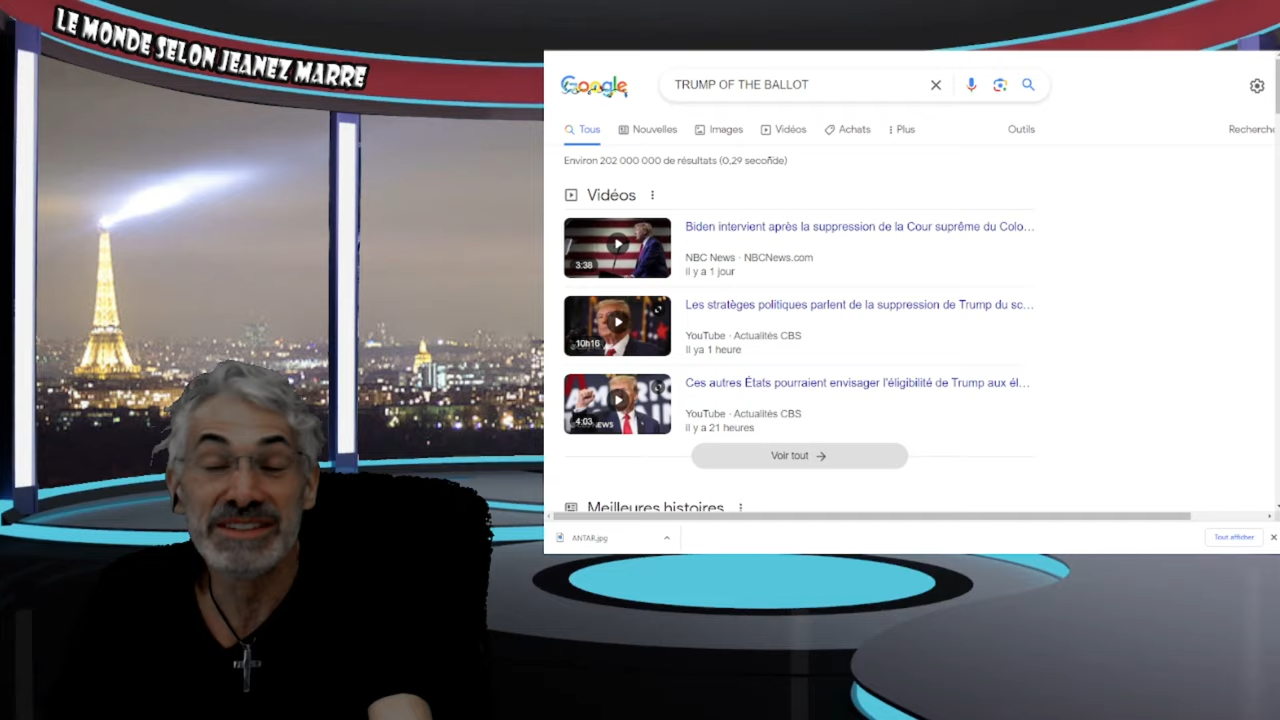 LE MONDE SELON JEANEZ MARRE
Google
TRUMP OF THE BALLOT
Tous
Nouvelles
Images
Vidéos
Achats
Plus
Outils
Recherche
Environ 202 000 000 de résultats (0,29 seconde)
Vidéos
Biden intervient après la suppression de la Cour suprême du Colo…
3:38
NBC News · NBCNews.com
il y a 1 jour
Les stratèges politiques parlent de la suppression de Trump du sc…
10h16
YouTube · Actualités CBS
Il ya 1 heure
Ces autres États pourraient envisager l'éligibilité de Trump aux él…
4:03
NEWS
YouTube · Actualités CBS
il y a 21 heures
Voir tout
Meilleures histoires
ANTAR.jpg
Tout afficher